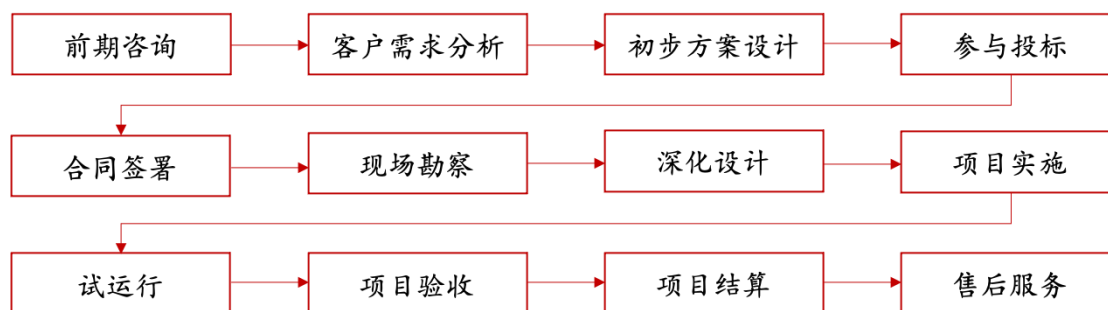 前期咨询
客户需求分析
初步方案设计
参与投标
合同签署
现场勘察
深化设计
项目实施
试运行
项目验收
项目结算
售后服务